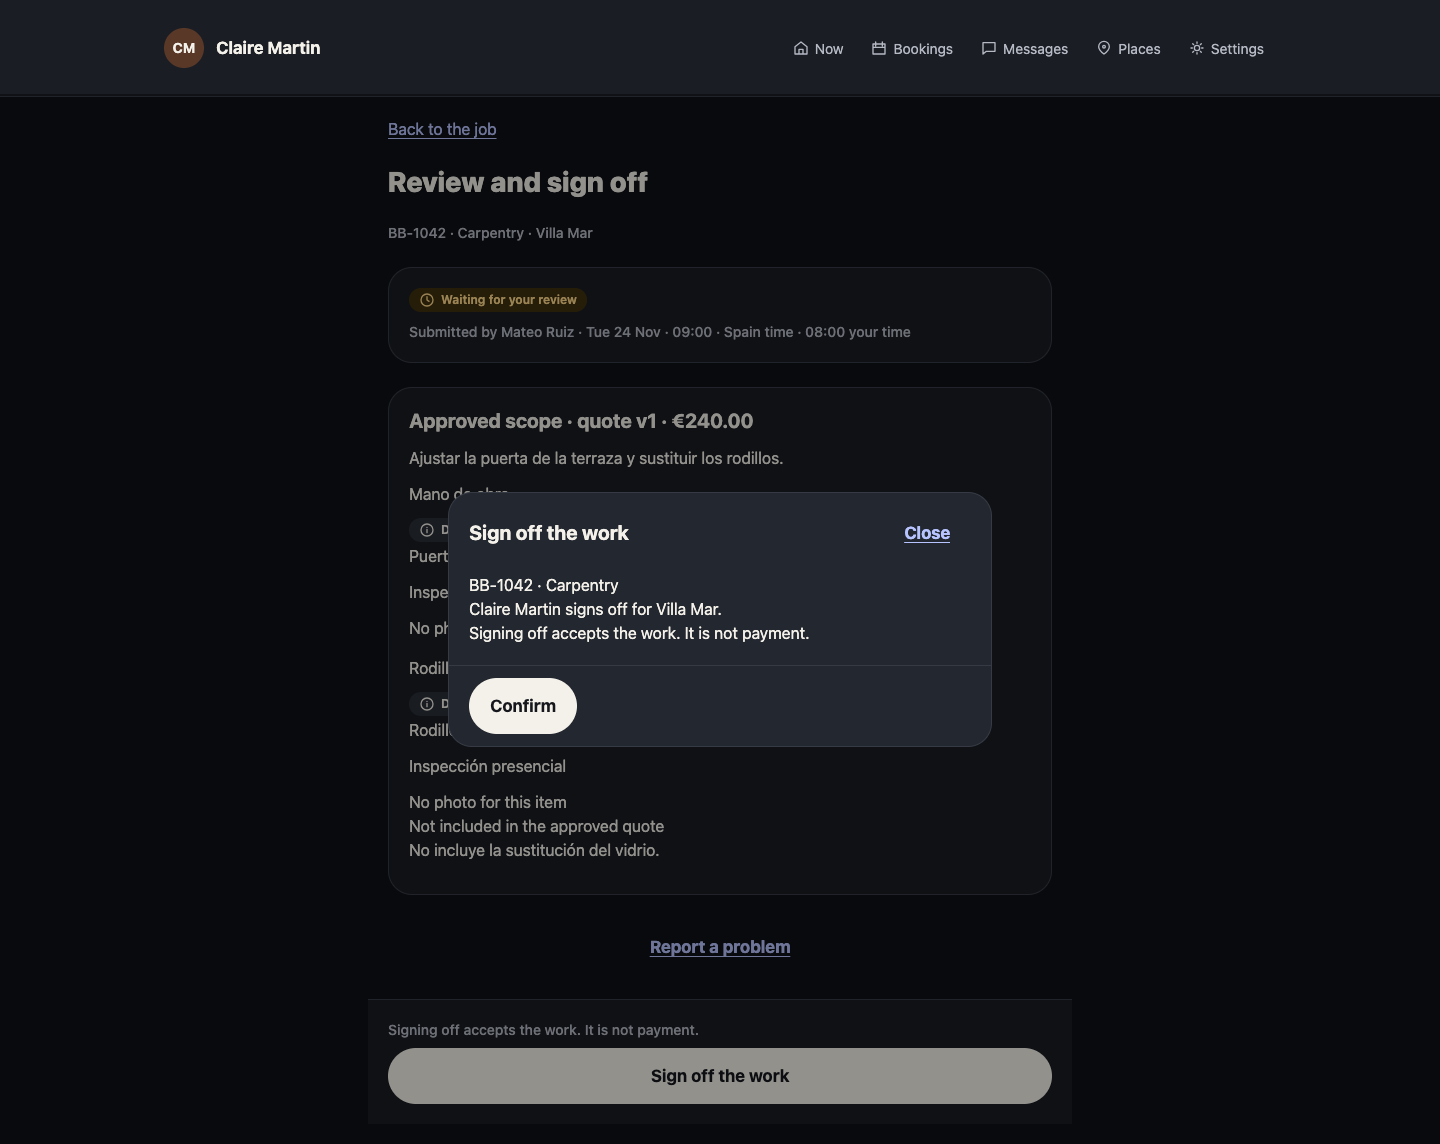 CM Claire Martin
Now Bookings Messages Places Settings
Back to the job
Review and sign off
BB-1042 · Carpentry · Villa Mar
Waiting for your review
Submitted by Mateo Ruiz · Tue 24 Nov · 09:00 · Spain time · 08:00 your time
Approved scope · quote v1 · €240.00
Ajustar la puerta de la terraza y sustituir los rodillos.
Mano de obra
Sign off the work
Close
BB-1042 · Carpentry
Claire Martin signs off for Villa Mar.
Signing off accepts the work. It is not payment.
Confirm
Inspección presencial
No photo for this item
Not included in the approved quote
No incluye la sustitución del vidrio.
Report a problem
Signing off accepts the work. It is not payment.
Sign off the work